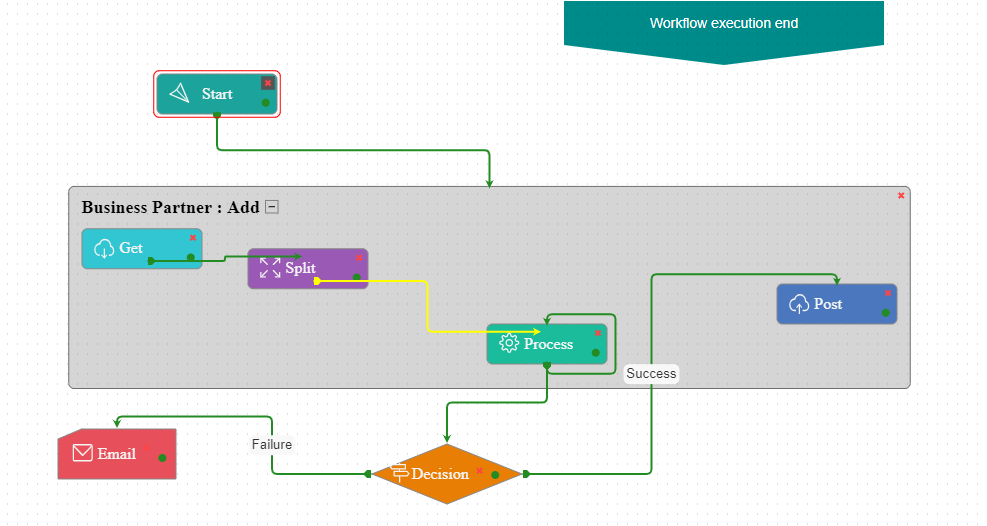 Workflow execution end
Start
Business Partner : Add
Get
Split
Post
Process
Success
Failure
Email
Decision